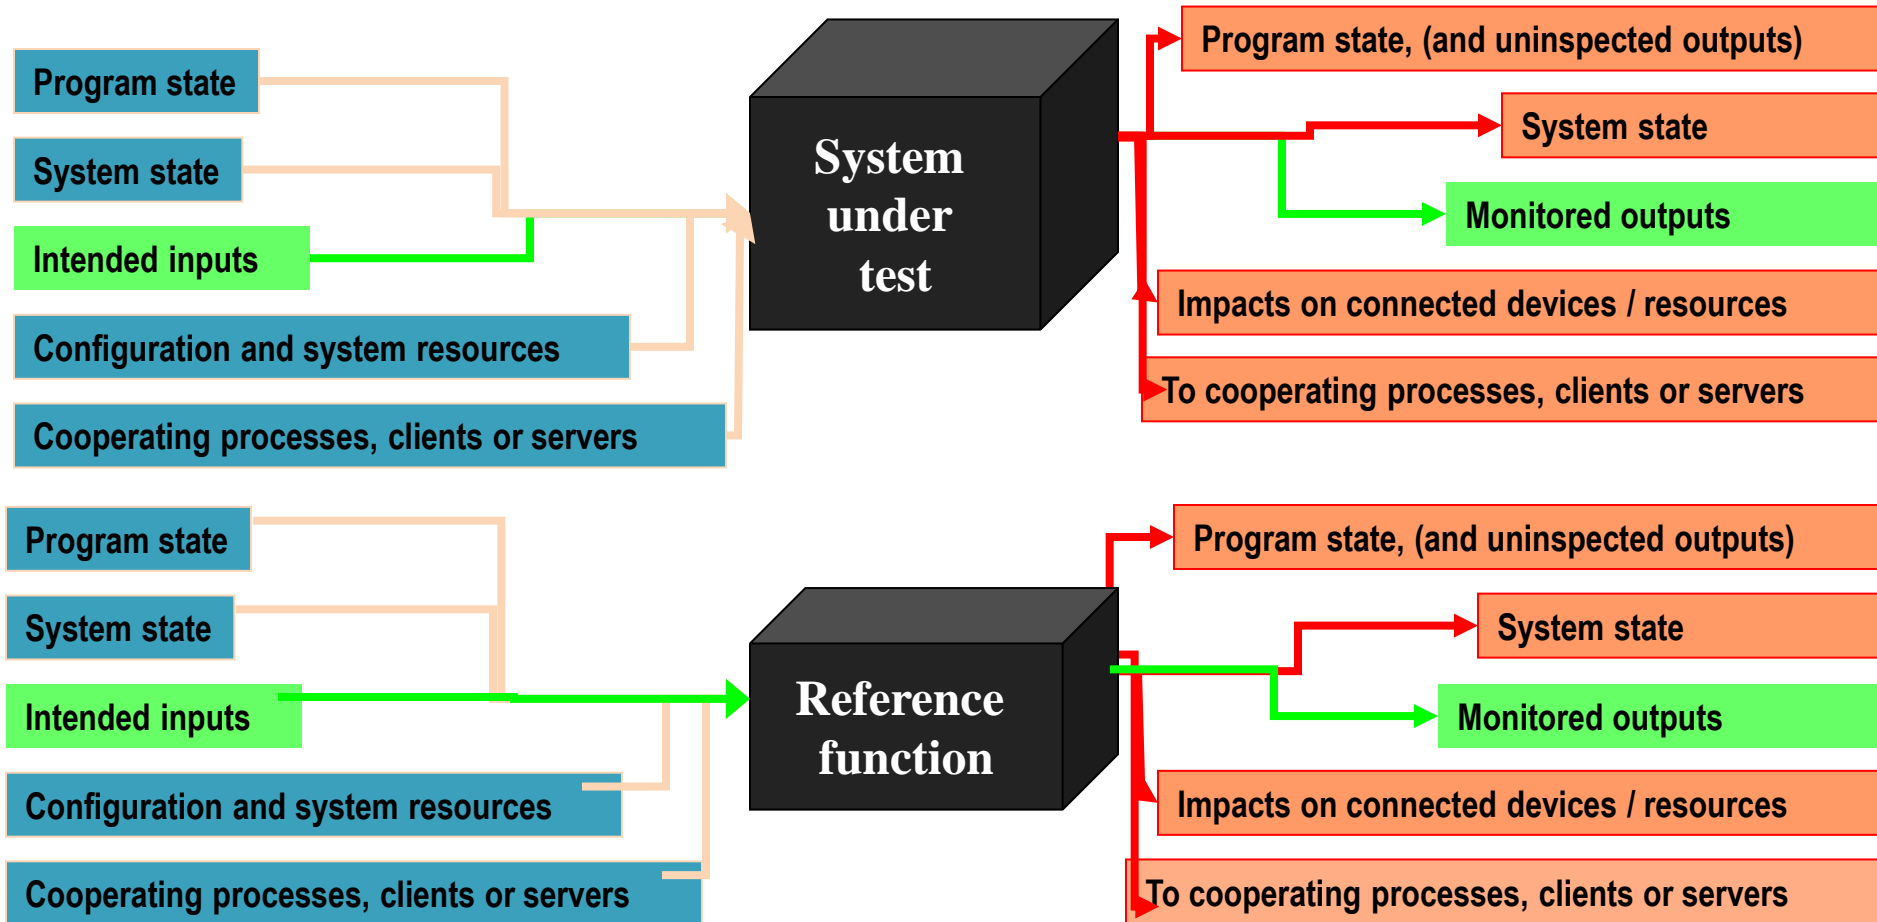 Program state
System state
Intended inputs
Configuration and system resources
Cooperating processes, clients or servers
System
under
test
Program state, (and uninspected outputs)
System state
Monitored outputs
Impacts on connected devices / resources
To cooperating processes, clients or servers
Program state
System state
Intended inputs
Configuration and system resources
Cooperating processes, clients or servers
Reference
function
Program state, (and uninspected outputs)
System state
Monitored outputs
Impacts on connected devices / resources
To cooperating processes, clients or servers